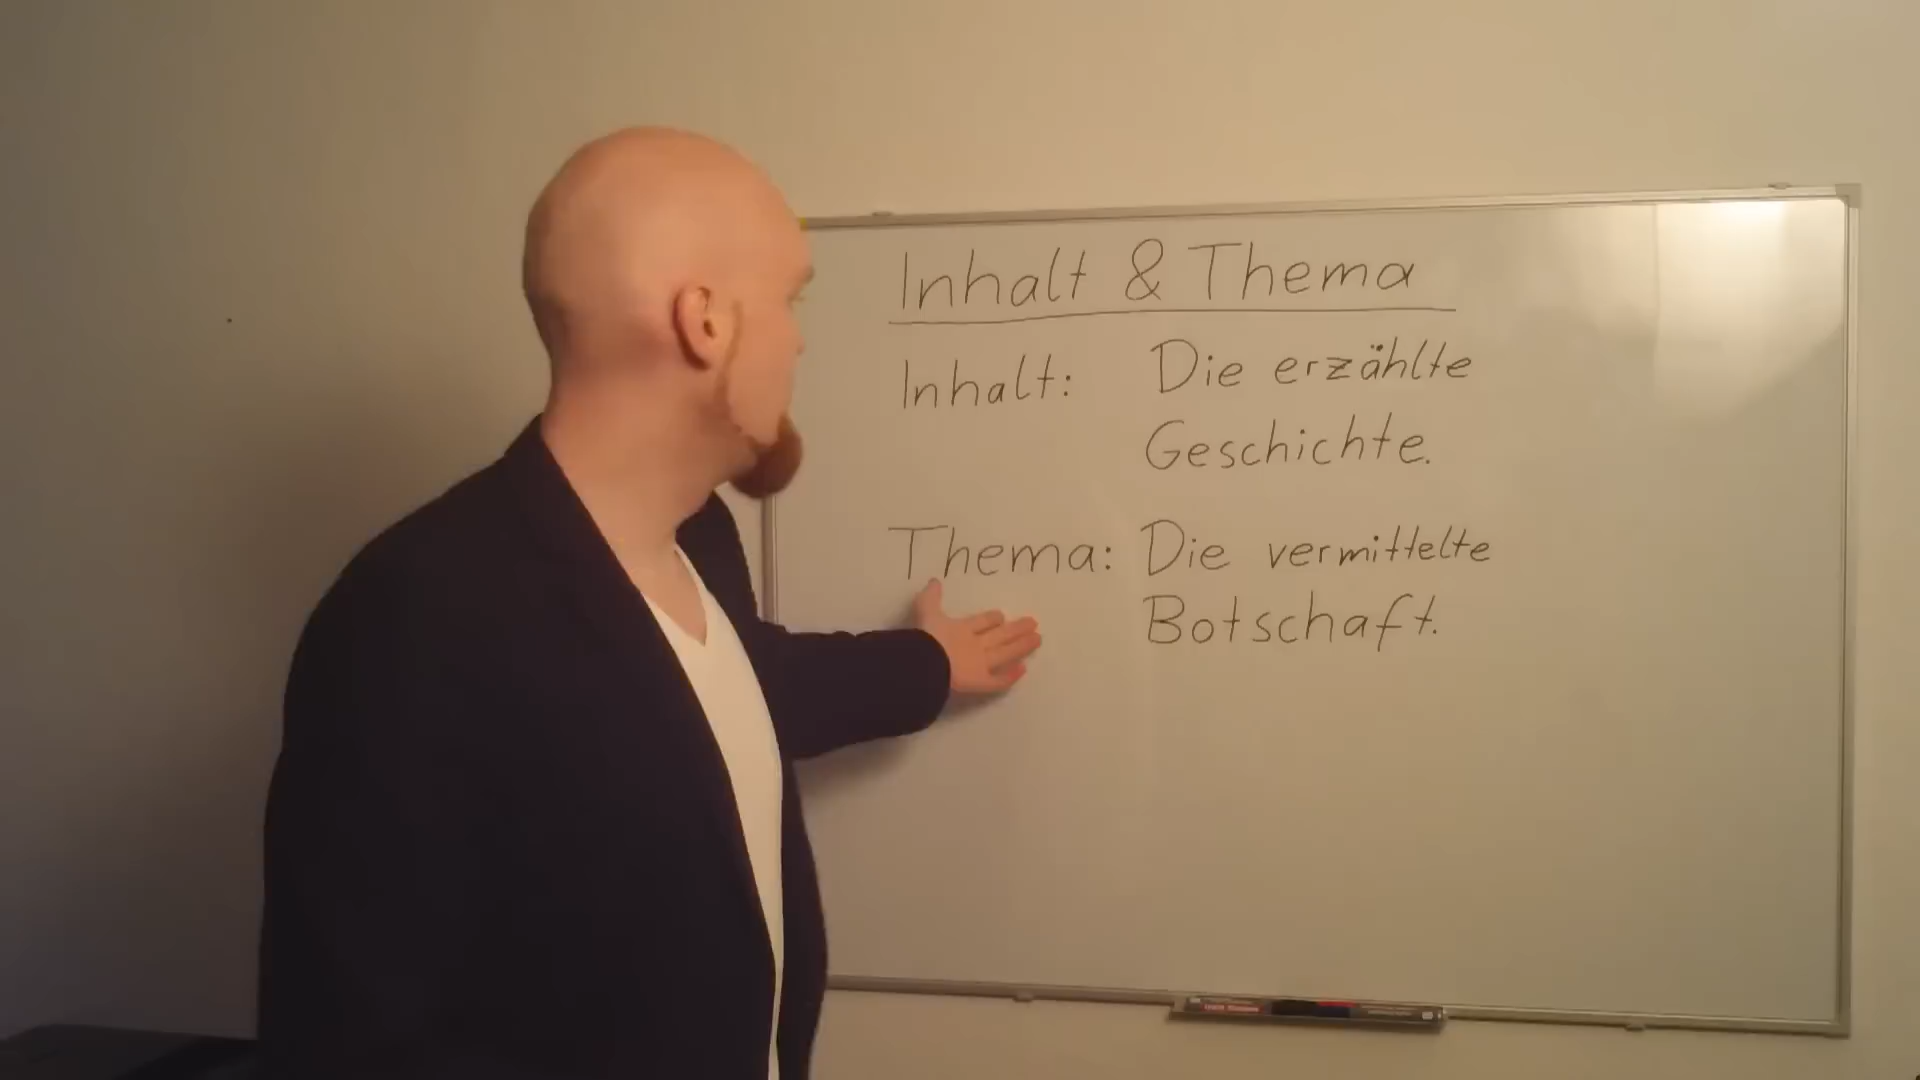 Inhalt & Thema
Inhalt: Die erzählte
Geschichte.
Thema: Die vermittelte
Botschaft.